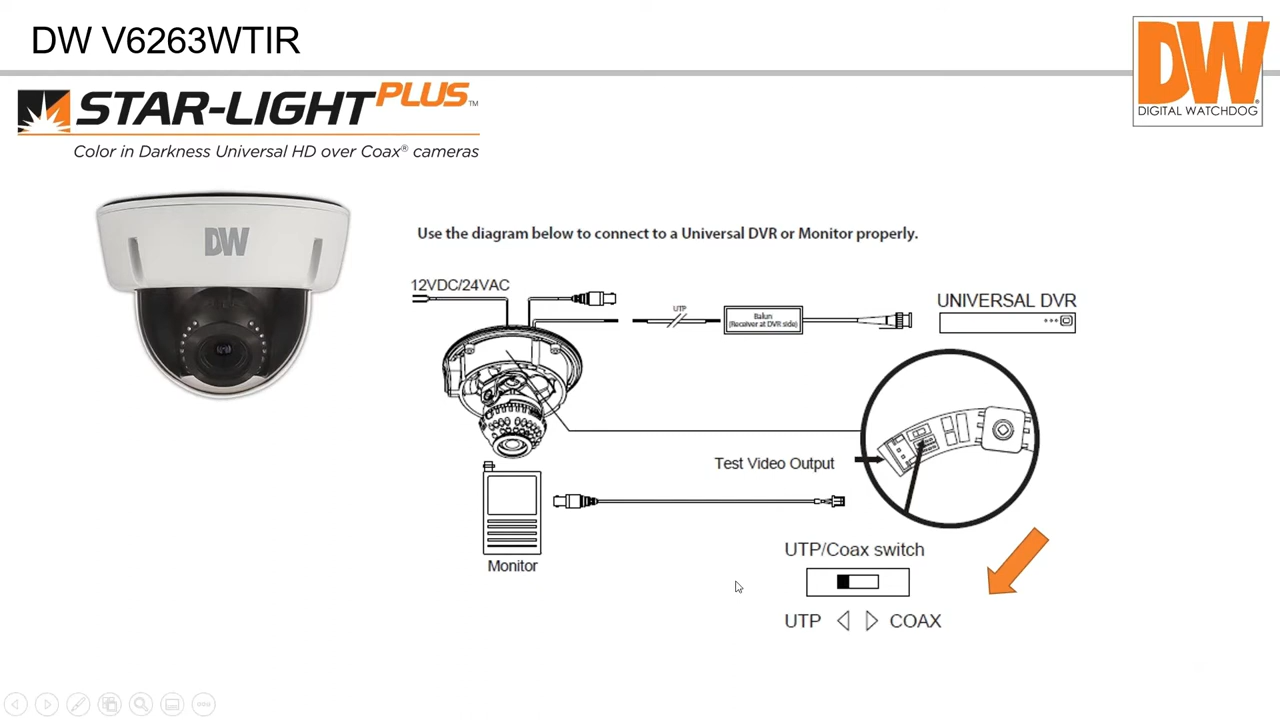 DW V6263WTIR
DW®
DIGITAL WATCHDOG
STAR-LIGHT PLUS™
Color in Darkness Universal HD over Coax® cameras
DW
Use the diagram below to connect to a Universal DVR or Monitor properly.
12VDC/24VAC
UTP
Balun
(Receiver at DVR side)
UNIVERSAL DVR
Test Video Output
Monitor
UTP/Coax switch
UTP ◁ ▷ COAX